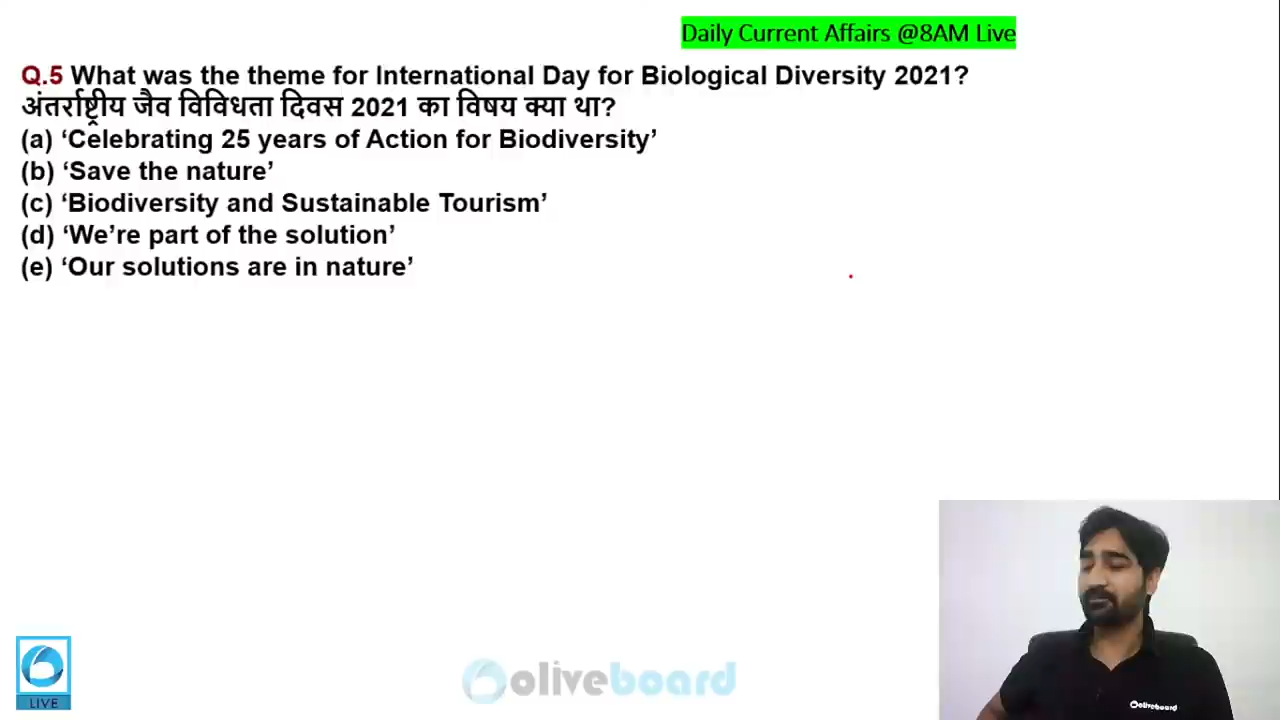 Daily Current Affairs @8AM Live
Q.5 What was the theme for International Day for Biological Diversity 2021?
अंतर्राष्ट्रीय जैव विविधता दिवस 2021 का विषय क्या था?
(a) ‘Celebrating 25 years of Action for Biodiversity’
(b) ‘Save the nature’
(c) ‘Biodiversity and Sustainable Tourism’
(d) ‘We’re part of the solution’
(e) ‘Our solutions are in nature’
LIVE
oliveboard
oliveboard